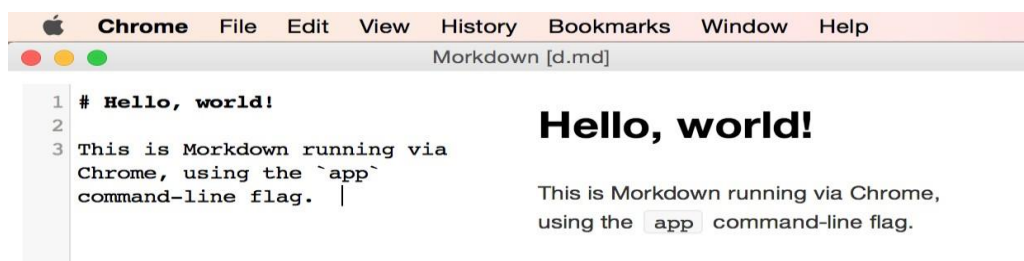 Chrome File Edit View History Bookmarks Window Help
Morkdown [d.md]
1 # Hello, world!
2
3 This is Morkdown running via
Chrome, using the `app`
command-line flag.
Hello, world!
This is Morkdown running via Chrome,
using the app command-line flag.